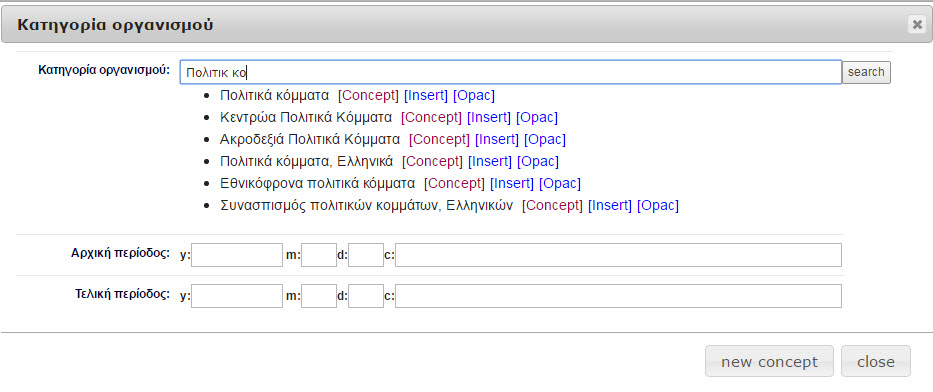 Κατηγορία οργανισμού
Κατηγορία οργανισμού: Πολιτικ κο search
Πολιτικά κόμματα [Concept] [Insert] [Opac]
Κεντρώα Πολιτικά Κόμματα [Concept] [Insert] [Opac]
Ακροδεξιά Πολιτικά Κόμματα [Concept] [Insert] [Opac]
Πολιτικά κόμματα, Ελληνικά [Concept] [Insert] [Opac]
Εθνικόφρονα πολιτικά κόμματα [Concept] [Insert] [Opac]
Συνασπισμός πολιτικών κομμάτων, Ελληνικών [Concept] [Insert] [Opac]
Αρχική περίοδος: y: m: d: c:
Τελική περίοδος: y: m: d: c:
new concept close